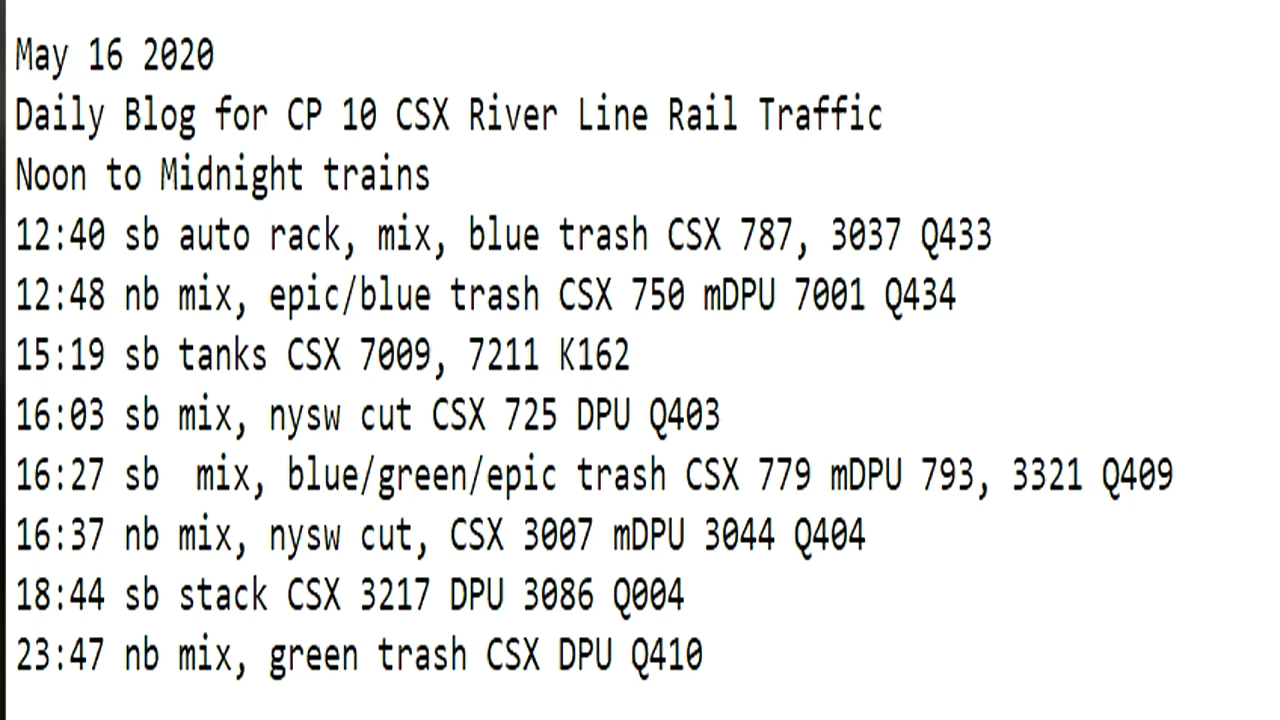 May 16 2020
Daily Blog for CP 10 CSX River Line Rail Traffic
Noon to Midnight trains
12:40 sb auto rack, mix, blue trash CSX 787, 3037 Q433
12:48 nb mix, epic/blue trash CSX 750 mDPU 7001 Q434
15:19 sb tanks CSX 7009, 7211 K162
16:03 sb mix, nysw cut CSX 725 DPU Q403
16:27 sb  mix, blue/green/epic trash CSX 779 mDPU 793, 3321 Q409
16:37 nb mix, nysw cut, CSX 3007 mDPU 3044 Q404
18:44 sb stack CSX 3217 DPU 3086 Q004
23:47 nb mix, green trash CSX DPU Q410